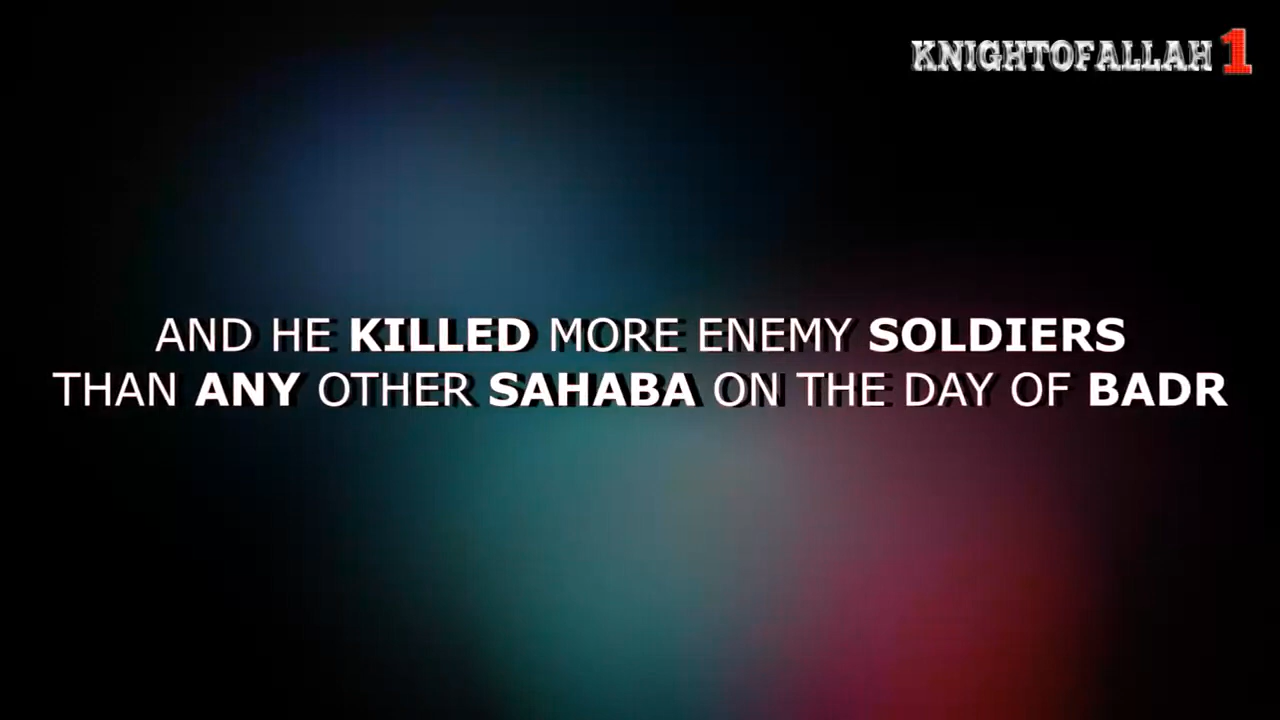 KNIGHTOFALLAH 1
AND HE KILLED MORE ENEMY SOLDIERS
THAN ANY OTHER SAHABA ON THE DAY OF BADR